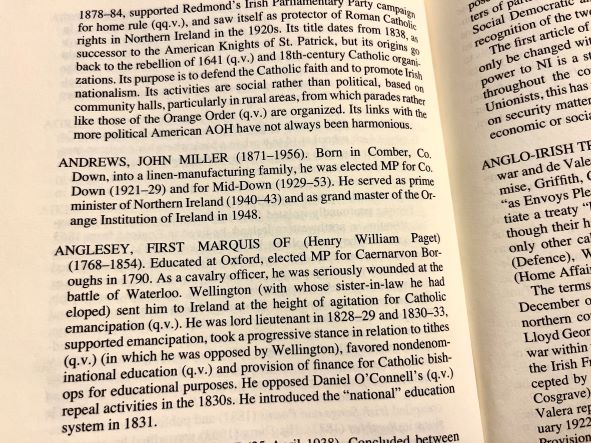 1878–84, supported Redmond's Irish Parliamentary Party campaign
for home rule (qq.v.), and saw itself as protector of Roman Catholic
rights in Northern Ireland in the 1920s. Its title dates from 1838, as
successor to the American Knights of St. Patrick, but its origins go
back to the rebellion of 1641 (q.v.) and 18th-century Catholic organi-
zations. Its purpose is to defend the Catholic faith and to promote Irish
nationalism. Its activities are social rather than political, based on
community halls, particularly in rural areas, from which parades rather
like those of the Orange Order (q.v.) are organized. Its links with the
more political American AOH have not always been harmonious.
ANDREWS, JOHN MILLER (1871–1956). Born in Comber, Co.
Down, into a linen-manufacturing family, he was elected MP for Co.
Down (1921–29) and for Mid-Down (1929–53). He served as prime
minister of Northern Ireland (1940–43) and as grand master of the Or-
ange Institution of Ireland in 1948.
ANGLESEY, FIRST MARQUIS OF (Henry William Paget)
(1768–1854). Educated at Oxford, elected MP for Caernarvon Bor-
oughs in 1790. As a cavalry officer, he was seriously wounded at the
battle of Waterloo. Wellington (with whose sister-in-law he had
eloped) sent him to Ireland at the height of agitation for Catholic
emancipation (q.v.). He was lord lieutenant in 1828–29 and 1830–33,
supported emancipation, took a progressive stance in relation to tithes
(q.v.) (in which he was opposed by Wellington), favored nondenom-
inational education (q.v.) and provision of finance for Catholic bish-
ops for educational purposes. He opposed Daniel O'Connell's (q.v.)
repeal activities in the 1830s. He introduced the "national" education
system in 1831.
April 1938). Concluded between
ters of
Social Democratic
recognition of the two
The first article of
only be changed wi
power to NI is a s
throughout the co
Unionists, this has
on security matter
economic or socia
ANGLO-IRISH
war and de Vale
mise, Griffith,
"as Envoys Ple
tiate a treaty
though their h
only other ca
(Defence),
(Home Affai
The terms
December o
northern co
Lloyd Geor
war within
the Irish F
cepted by
Cosgrave)
Valera rep
uary 1922
Provision